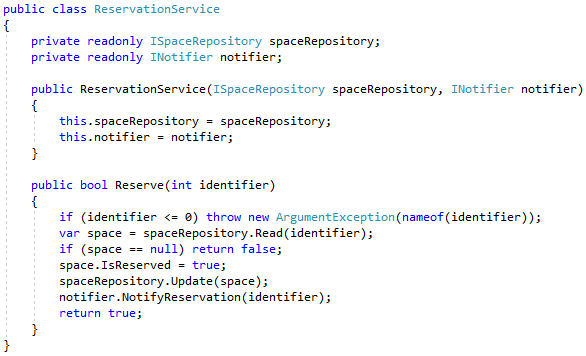 public class ReservationService
{
    private readonly ISpaceRepository spaceRepository;
    private readonly INotifier notifier;

    public ReservationService(ISpaceRepository spaceRepository, INotifier notifier)
    {
        this.spaceRepository = spaceRepository;
        this.notifier = notifier;
    }

    public bool Reserve(int identifier)
    {
        if (identifier <= 0) throw new ArgumentException(nameof(identifier));
        var space = spaceRepository.Read(identifier);
        if (space == null) return false;
        space.IsReserved = true;
        spaceRepository.Update(space);
        notifier.NotifyReservation(identifier);
        return true;
    }
}